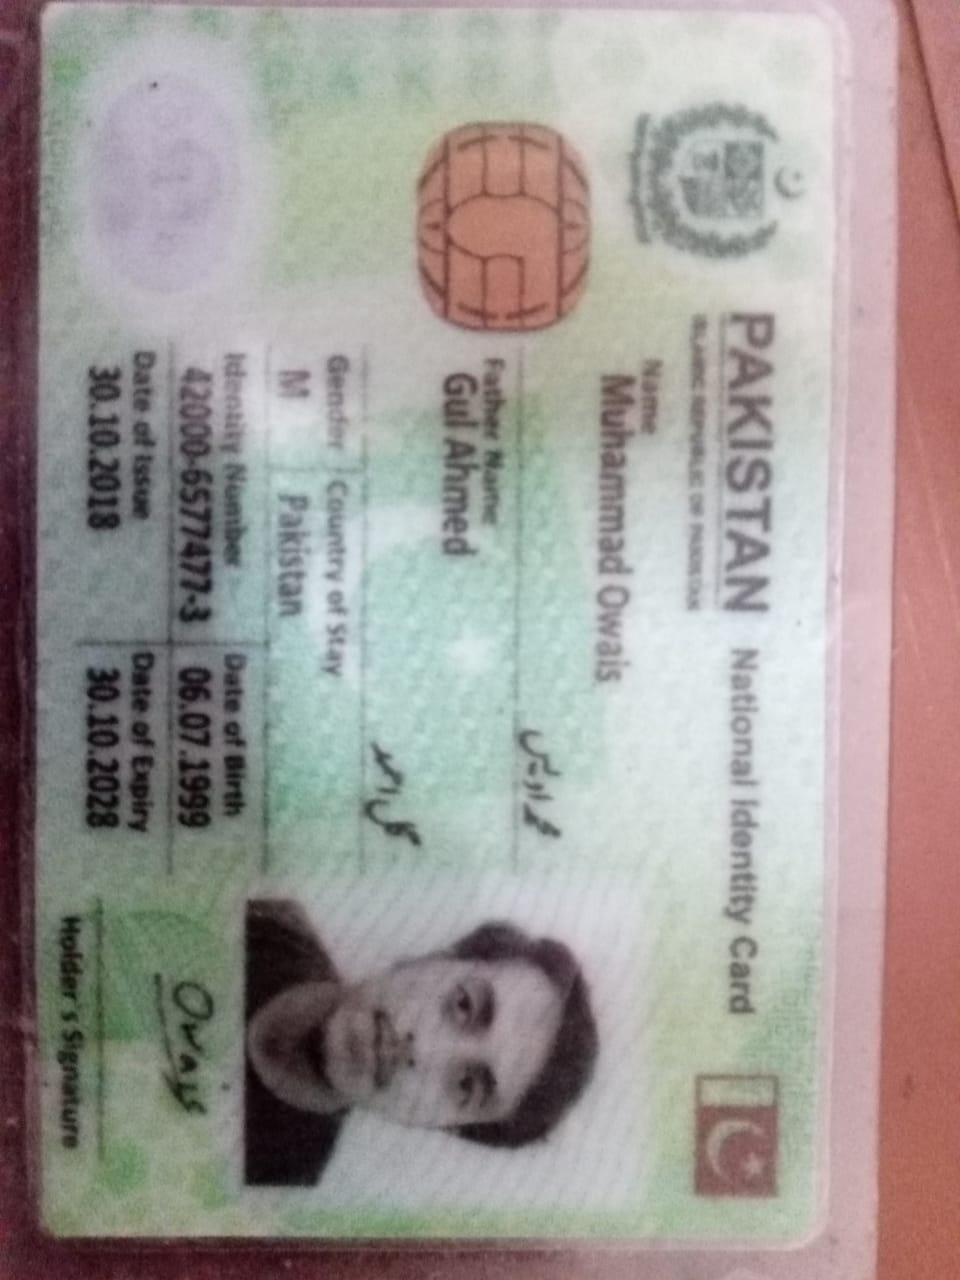 PAKISTAN National Identity Card
ISLAMIC REPUBLIC OF PAKISTAN
Name
Muhammad Owais
محمد اویس
Father Name
Gul Ahmed
گل احمد
Gender Country of Stay
M Pakistan
Identity Number Date of Birth
42000-6577477-3 06.07.1999
Date of Issue Date of Expiry
30.10.2018 30.10.2028
Owais
Holder's Signature